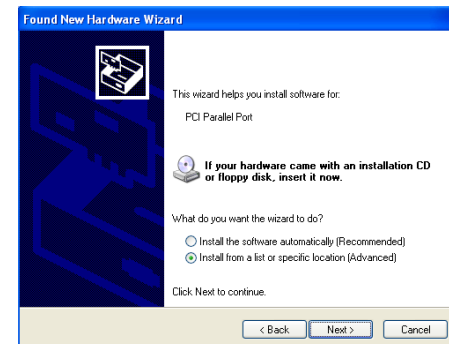 Found New Hardware Wizard
This wizard helps you install software for:
PCI Parallel Port
If your hardware came with an installation CD
or floppy disk, insert it now.
What do you want the wizard to do?
Install the software automatically (Recommended)
Install from a list or specific location (Advanced)
Click Next to continue.
< Back
Next >
Cancel